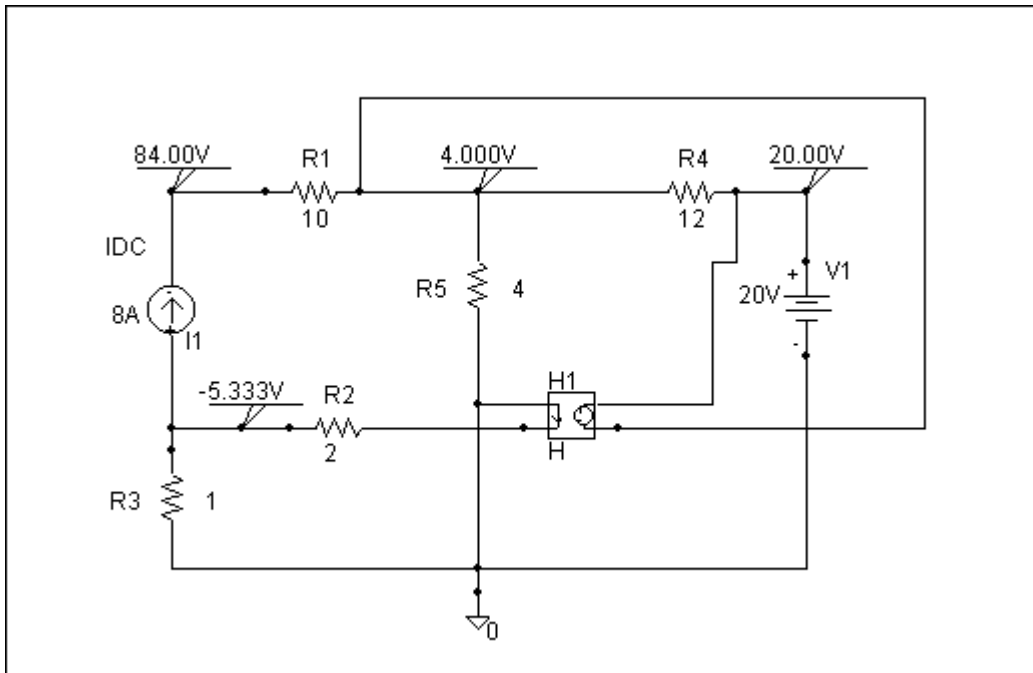 84.00V
R1
10
4.000V
R4
12
20.00V
IDC
8A
I1
R5
4
+
V1
20V
-
-5.333V
R2
2
H1
H
R3
1
0